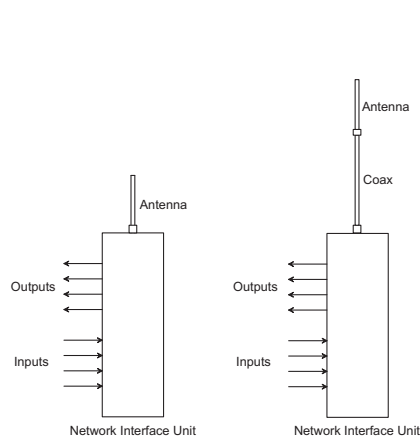 Antenna
Outputs
Inputs
Network Interface Unit
Antenna
Coax
Outputs
Inputs
Network Interface Unit